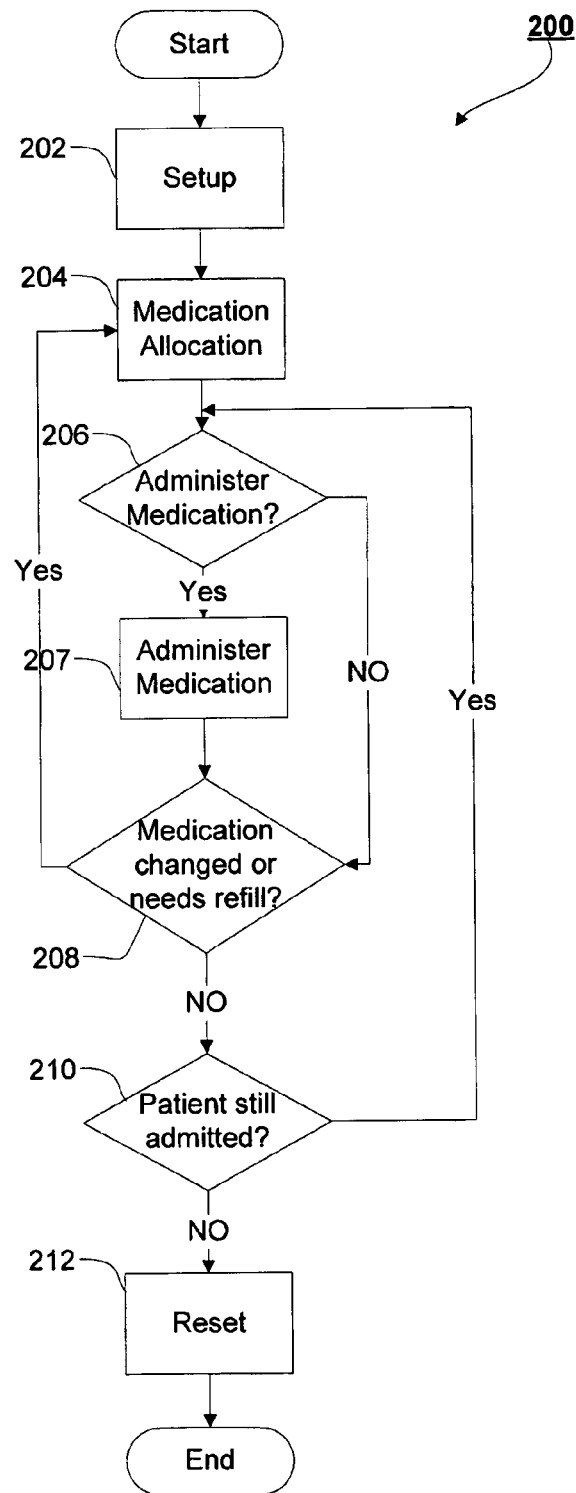 Start
200
202
Setup
204
Medication
Allocation
206
Administer
Medication?
Yes
Yes
207
Administer
Medication
NO
Yes
Medication
changed or
needs refill?
208
NO
210
Patient still
admitted?
NO
212
Reset
End